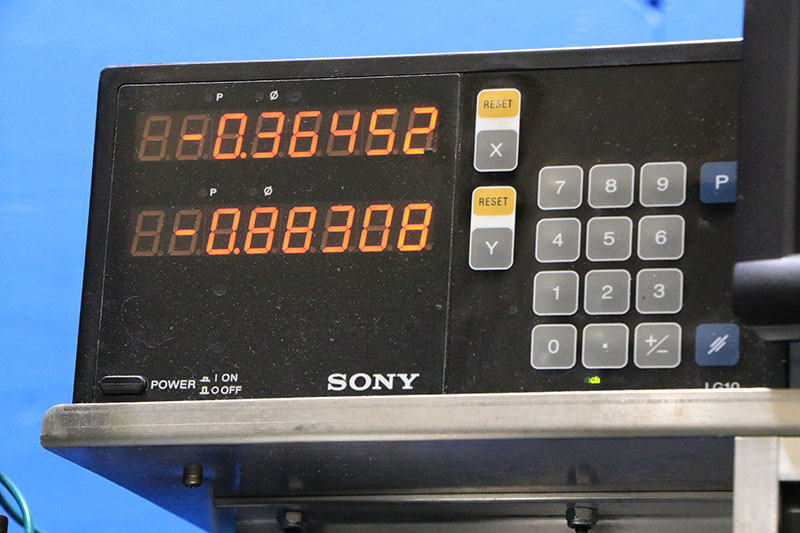 P Ø
-0.36452
RESET
X
P Ø
-0.88308
RESET
Y
7 8 9 P
4 5 6
1 2 3
0 . +/-
POWER I ON
O OFF
SONY